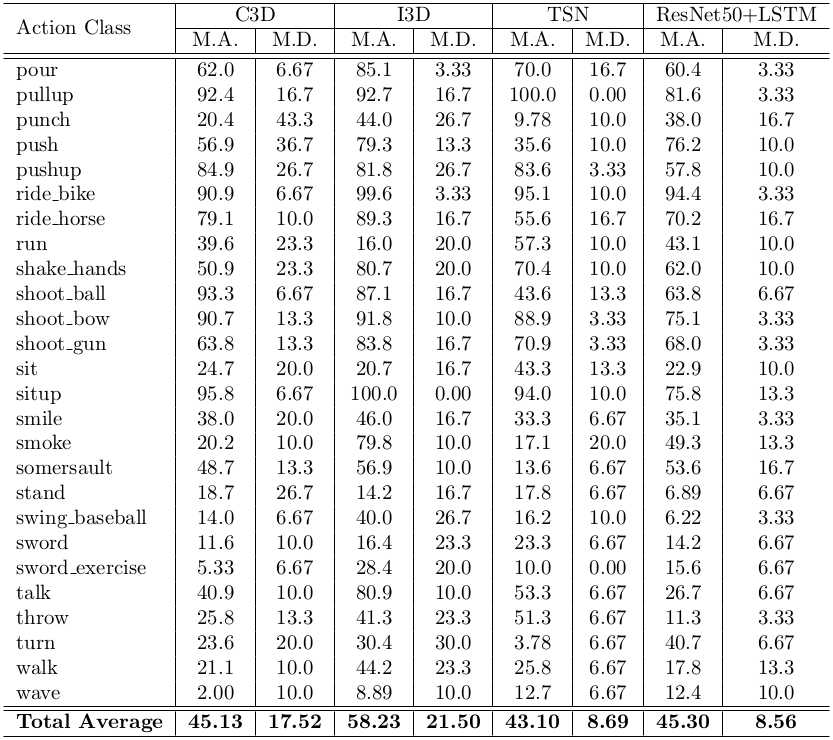 Action Class C3D I3D TSN ResNet50+LSTM
M.A. M.D. M.A. M.D. M.A. M.D. M.A. M.D.
pour 62.0 6.67 85.1 3.33 70.0 16.7 60.4 3.33
pullup 92.4 16.7 92.7 16.7 100.0 0.00 81.6 3.33
punch 20.4 43.3 44.0 26.7 9.78 10.0 38.0 16.7
push 56.9 36.7 79.3 13.3 35.6 10.0 76.2 10.0
pushup 84.9 26.7 81.8 26.7 83.6 3.33 57.8 10.0
ride_bike 90.9 6.67 99.6 3.33 95.1 10.0 94.4 3.33
ride_horse 79.1 10.0 89.3 16.7 55.6 16.7 70.2 16.7
run 39.6 23.3 16.0 20.0 57.3 10.0 43.1 10.0
shake_hands 50.9 23.3 80.7 20.0 70.4 10.0 62.0 10.0
shoot_ball 93.3 6.67 87.1 16.7 43.6 13.3 63.8 6.67
shoot_bow 90.7 13.3 91.8 10.0 88.9 3.33 75.1 3.33
shoot_gun 63.8 13.3 83.8 16.7 70.9 3.33 68.0 3.33
sit 24.7 20.0 20.7 16.7 43.3 13.3 22.9 10.0
situp 95.8 6.67 100.0 0.00 94.0 10.0 75.8 13.3
smile 38.0 20.0 46.0 16.7 33.3 6.67 35.1 3.33
smoke 20.2 10.0 79.8 10.0 17.1 20.0 49.3 13.3
somersault 48.7 13.3 56.9 10.0 13.6 6.67 53.6 16.7
stand 18.7 26.7 14.2 16.7 17.8 6.67 6.89 6.67
swing_baseball 14.0 6.67 40.0 26.7 16.2 10.0 6.22 3.33
sword 11.6 10.0 16.4 23.3 23.3 6.67 14.2 6.67
sword_exercise 5.33 6.67 28.4 20.0 10.0 0.00 15.6 6.67
talk 40.9 10.0 80.9 10.0 53.3 6.67 26.7 6.67
throw 25.8 13.3 41.3 23.3 51.3 6.67 11.3 3.33
turn 23.6 20.0 30.4 30.0 3.78 6.67 40.7 6.67
walk 21.1 10.0 44.2 23.3 25.8 6.67 17.8 13.3
wave 2.00 10.0 8.89 10.0 12.7 6.67 12.4 10.0
Total Average 45.13 17.52 58.23 21.50 43.10 8.69 45.30 8.56